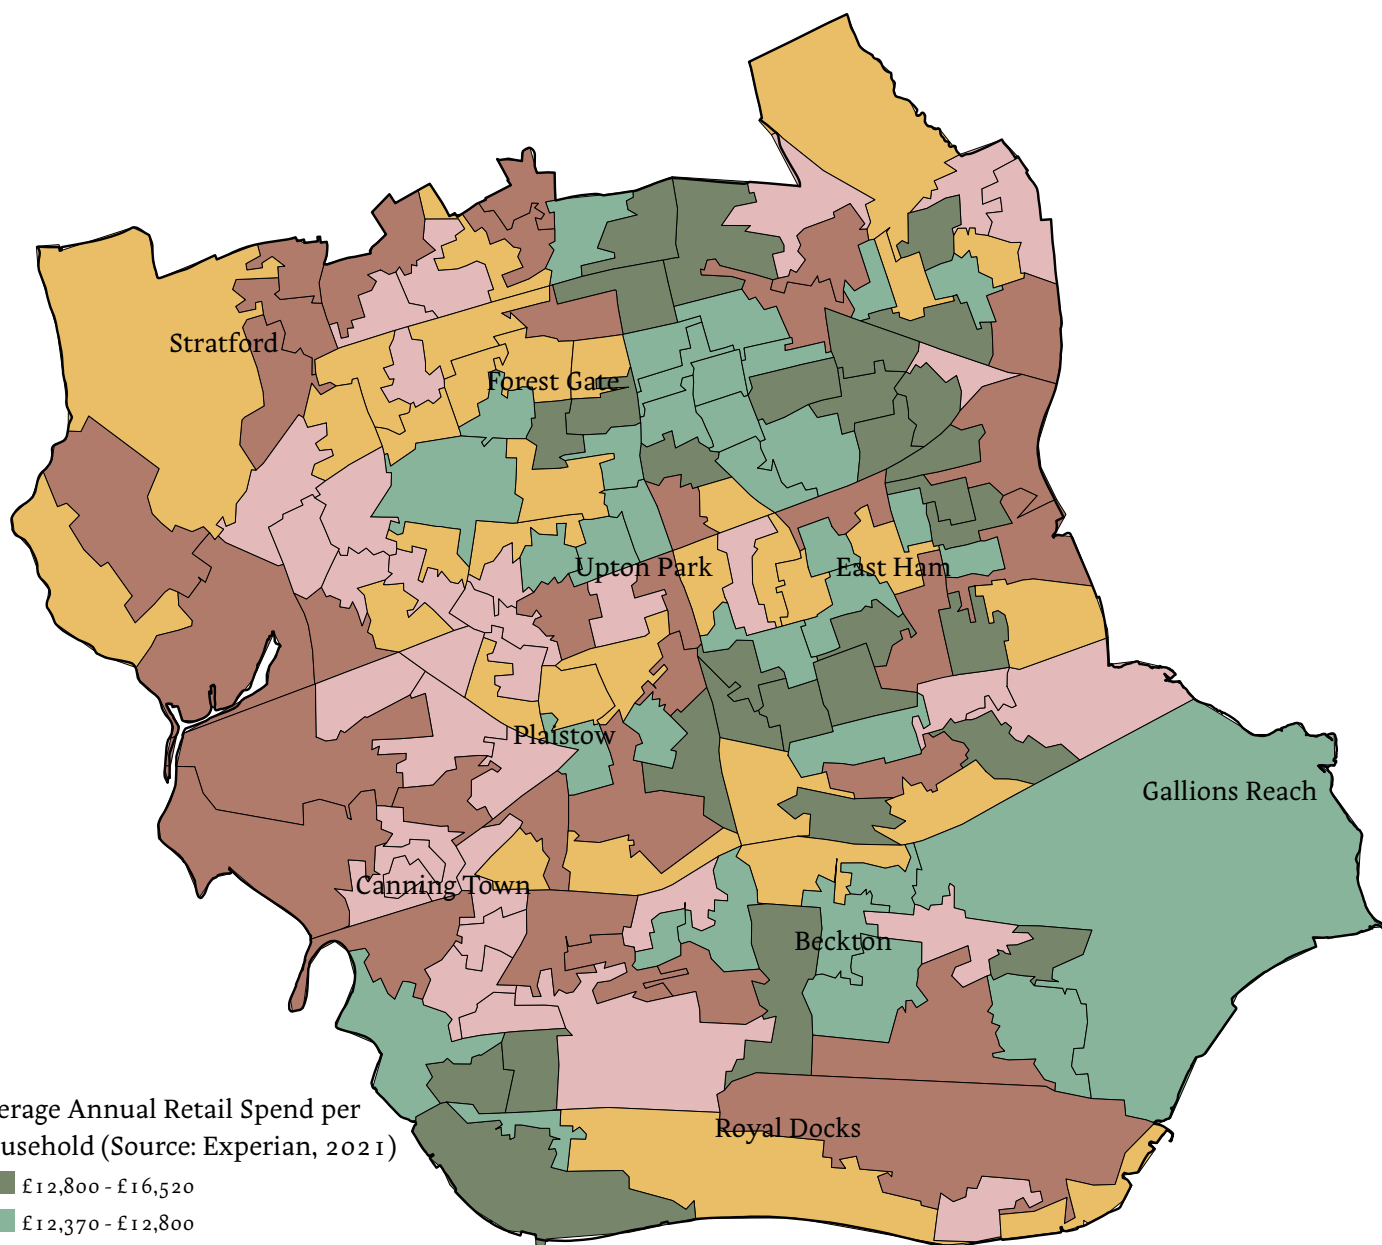 Stratford
Forest Gate
Upton Park
East Ham
Plaistow
Gallions Reach
Canning Town
Beckton
Royal Docks
erage Annual Retail Spend per
usehold (Source: Experian, 2021)
£12,800 - £16,520
£12,370 - £12,800